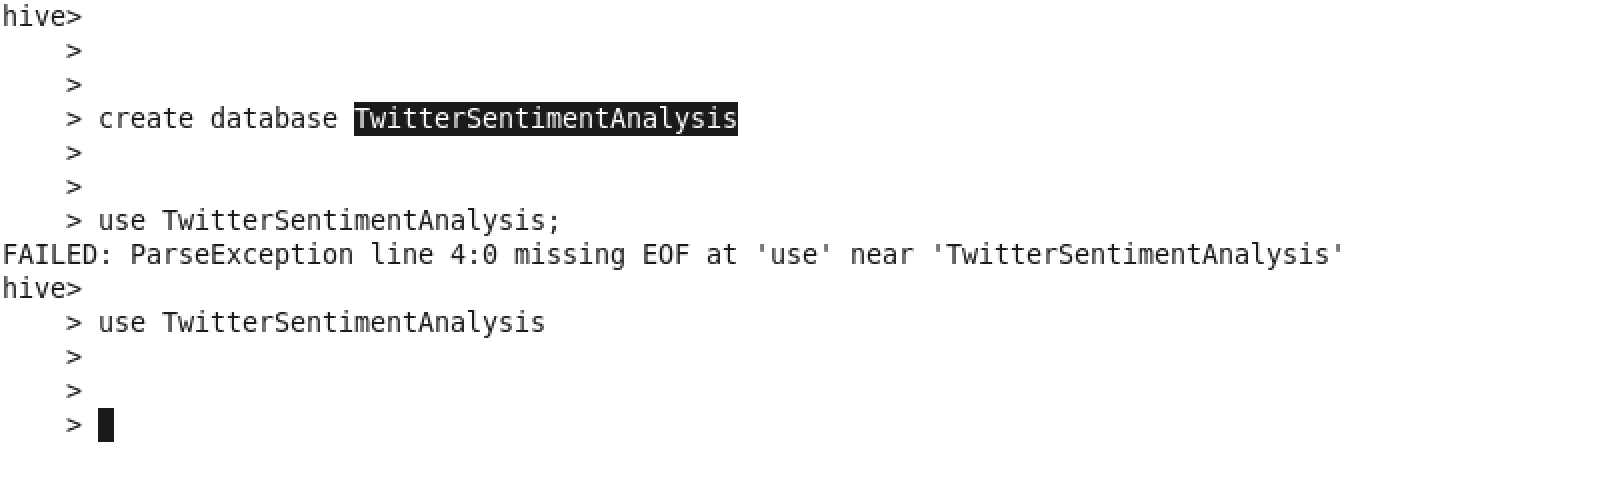 hive>
>
>
> create database TwitterSentimentAnalysis
>
>
> use TwitterSentimentAnalysis;
FAILED: ParseException line 4:0 missing EOF at 'use' near 'TwitterSentimentAnalysis'
hive>
> use TwitterSentimentAnalysis
>
>
>